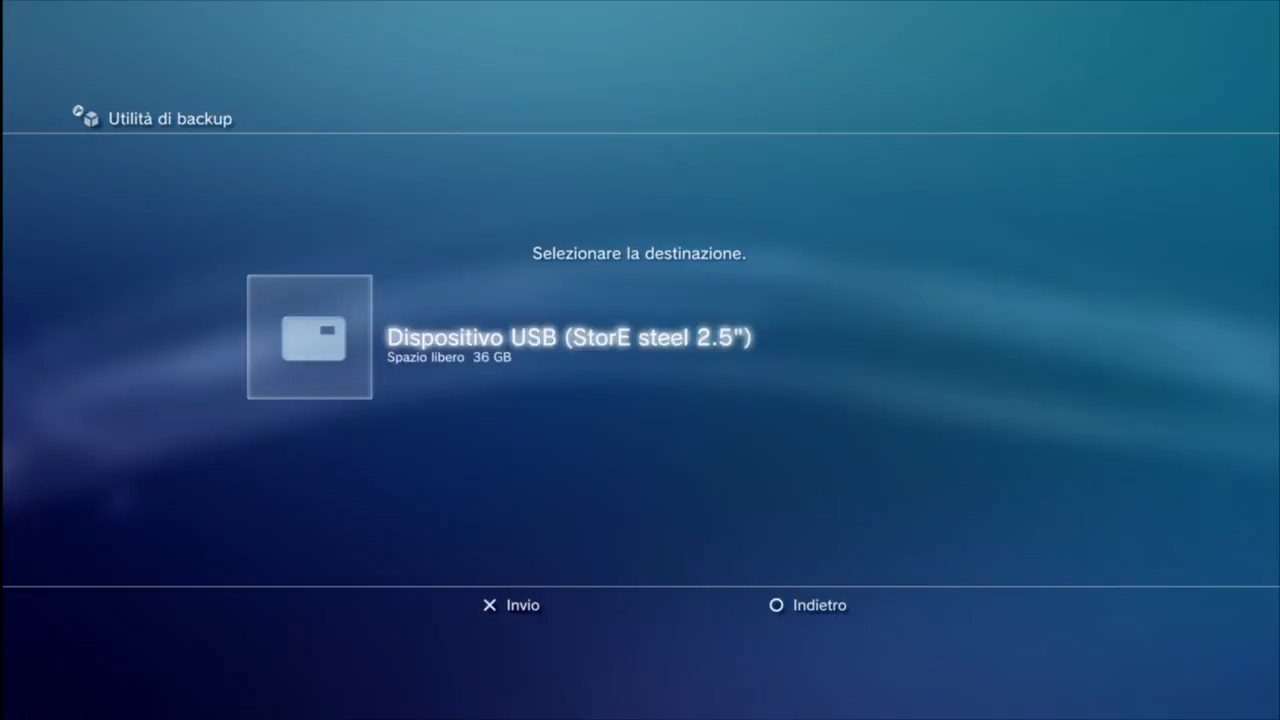 Utilità di backup
Selezionare la destinazione.
Dispositivo USB (StorE steel 2.5")
Spazio libero 36 GB
Invio
Indietro